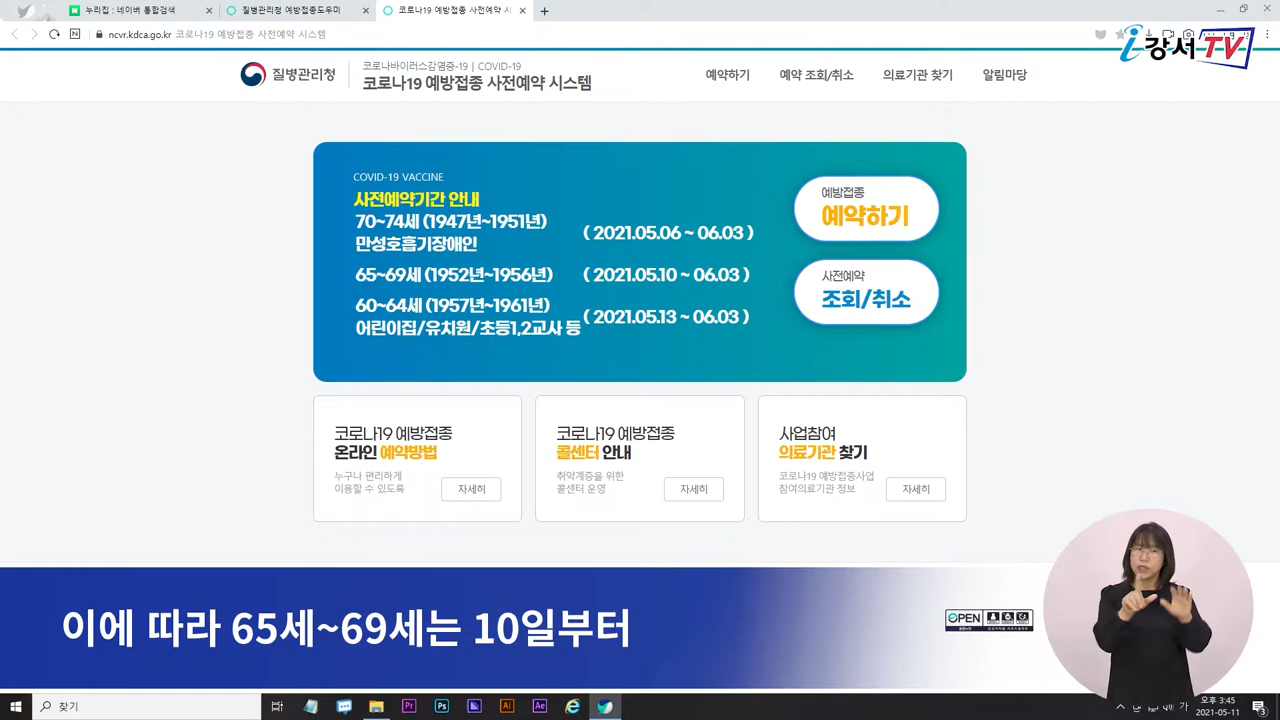 누리집 : 네이버 통합검색
질병관리청 예방접종도우미
코로나19 예방접종 사전예약 시
ncvr.kdca.go.kr 코로나19 예방접종 사전예약 시스템
i강서TV
질병관리청
코로나바이러스감염증-19 | COVID-19
코로나19 예방접종 사전예약 시스템
예약하기
예약 조회/취소
의료기관 찾기
알림마당
COVID-19 VACCINE
사전예약기간 안내
70~74세 (1947년~1951년)
만성호흡기장애인
( 2021.05.06 ~ 06.03 )
65~69세 (1952년~1956년)
( 2021.05.10 ~ 06.03 )
60~64세 (1957년~1961년)
어린이집/유치원/초등1,2교사 등
( 2021.05.13 ~ 06.03 )
예방접종
예약하기
사전예약
조회/취소
코로나19 예방접종
온라인 예약방법
누구나 편리하게
이용할 수 있도록
자세히
코로나19 예방접종
콜센터 안내
취약계층을 위한
콜센터 운영
자세히
사업참여
의료기관 찾기
코로나19 예방접종사업
참여의료기관 정보
자세히
이에 따라 65세~69세는 10일부터
OPEN
찾기
Pr
Ps
Ai
Ae
가
오후 3:45
2021-05-11
3